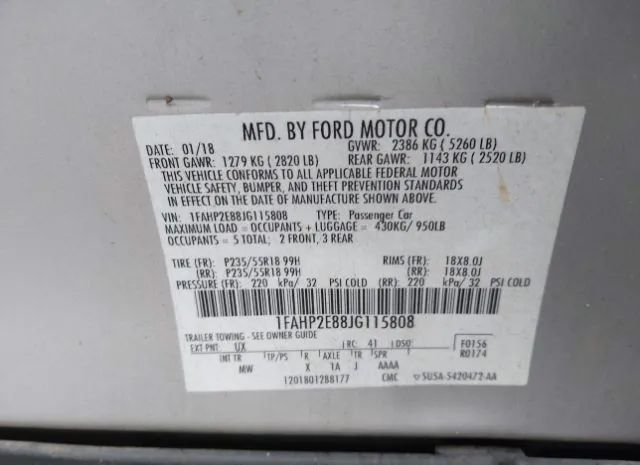 MFD. BY FORD MOTOR CO.
DATE: 01/18 GVWR: 2386 KG ( 5260 LB)
FRONT GAWR: 1279 KG ( 2820 LB) REAR GAWR: 1143 KG ( 2520 LB)
THIS VEHICLE CONFORMS TO ALL APPLICABLE FEDERAL MOTOR
VEHICLE SAFETY, BUMPER, AND THEFT PREVENTION STANDARDS
IN EFFECT ON THE DATE OF MANUFACTURE SHOWN ABOVE.
VIN: 1FAHP2E88JG115808 TYPE: Passenger Car
MAXIMUM LOAD = OCCUPANTS + LUGGAGE = 430KG/ 950LB
OCCUPANTS = 5 TOTAL; 2 FRONT, 3 REAR
TIRE (FR): P235/55R18 99H RIMS (FR): 18X8.0J
(RR): P235/55R18 99H (RR): 18X8.0J
PRESSURE (FR): 220 kPa/ 32 PSI COLD (RR): 220 kPa/ 32 PSI COLD
1FAHP2E88JG115808
TRAILER TOWING - SEE OWNER GUIDE F0156
EXT PNT: UX RC: 41 DSO: R0174
INT TR TP/PS R AXLE TR SPR
MW X 1A J AAAA
1201801288177 CMC 5U5A-5420472-AA